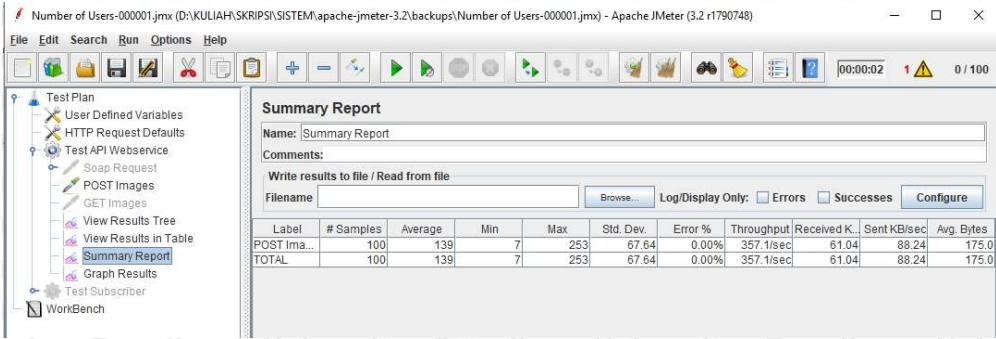 Number of Users-000001.jmx (D:\KULIAH\SKRIPSI\SISTEM\apache-jmeter-3.2\backups\Number of Users-000001.jmx) - Apache JMeter (3.2 r1790748)
File Edit Search Run Options Help
00:00:02 1 0 / 100
Test Plan
User Defined Variables
HTTP Request Defaults
Test API Webservice
Soap Request
POST Images
GET Images
View Results Tree
View Results in Table
Summary Report
Graph Results
Test Subscriber
WorkBench
Summary Report
Name: Summary Report
Comments:
Write results to file / Read from file
Filename Browse... Log/Display Only: Errors Successes Configure
Label # Samples Average Min Max Std. Dev. Error % Throughput Received K... Sent KB/sec Avg. Bytes
POST Ima... 100 139 7 253 67.64 0.00% 357.1/sec 61.04 88.24 175.0
TOTAL 100 139 7 253 67.64 0.00% 357.1/sec 61.04 88.24 175.0